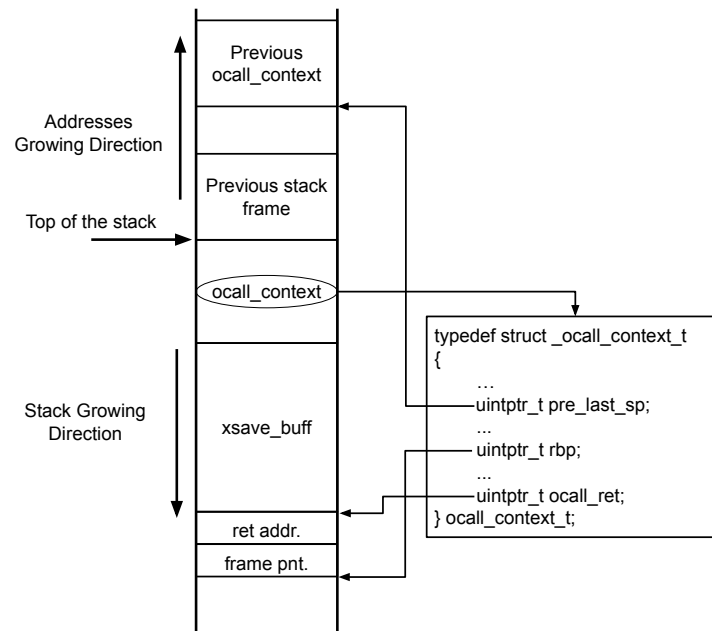 Previous
ocall_context
Addresses
Growing Direction
Previous stack
frame
Top of the stack
ocall_context
typedef struct _ocall_context_t
{
...
uintptr_t pre_last_sp;
...
uintptr_t rbp;
...
uintptr_t ocall_ret;
} ocall_context_t;
Stack Growing
Direction
xsave_buff
ret addr.
frame pnt.